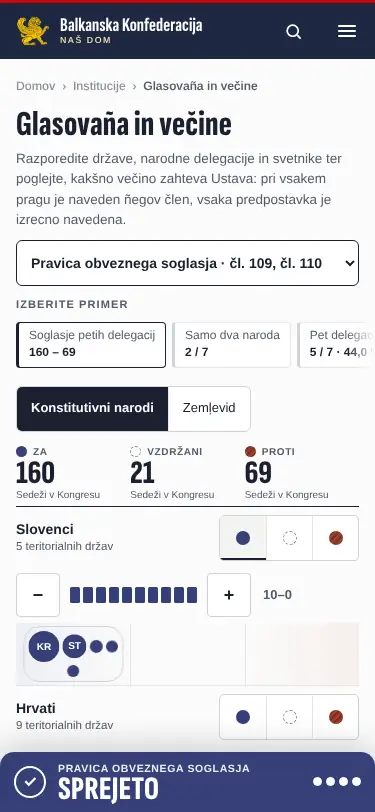 Balkanska Konfederacija
NAŠ DOM
Domov › Institucije › Glasovaña in večine
Glasovaña in večine
Razporedite države, narodne delegacije in svetnike ter
poglejte, kakšno večino zahteva Ustava: pri vsakem
pragu je naveden ñegov člen, vsaka predpostavka je
izrecno navedena.
Pravica obveznega soglasja · čl. 109, čl. 110
IZBERITE PRIMER
Soglasje petih delegacij
160 – 69
Samo dva naroda
2 / 7
Pet delegac
5 / 7 · 44,0
Konstitutivni narodi
Zemļevid
ZA
160
Sedeži v Kongresu
VZDRŽANI
21
Sedeži v Kongresu
PROTI
69
Sedeži v Kongresu
Slovenci
5 teritorialnih držav
− + 10–0
KR ST
Hrvati
9 teritorialnih držav
PRAVICA OBVEZNEGA SOGLASJA
SPREJETO